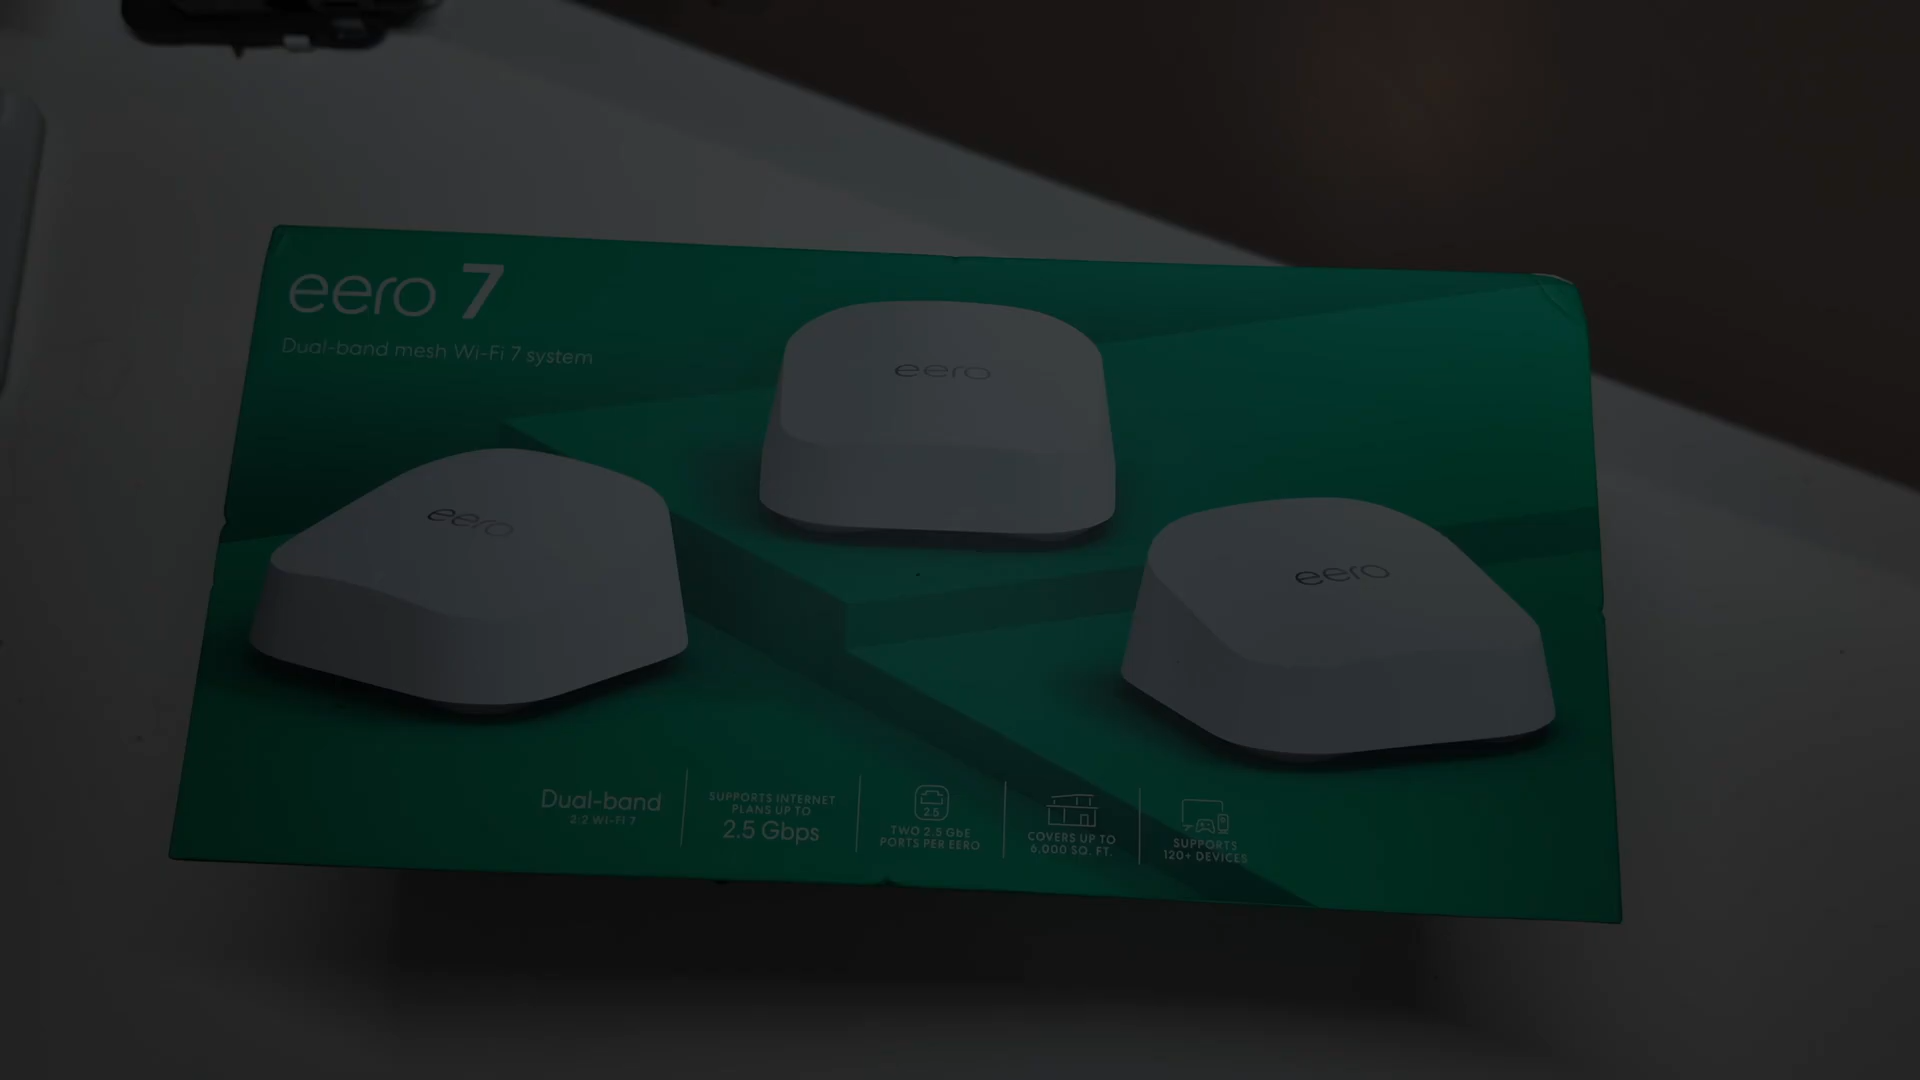 eero 7
Dual-band mesh Wi-Fi 7 system
eero
eero
eero
Dual-band
2:2 WI-FI 7
SUPPORTS INTERNET
PLANS UP TO
2.5 Gbps
2.5
TWO 2.5 GbE
PORTS PER EERO
COVERS UP TO
6,000 SQ. FT.
SUPPORTS
120+ DEVICES